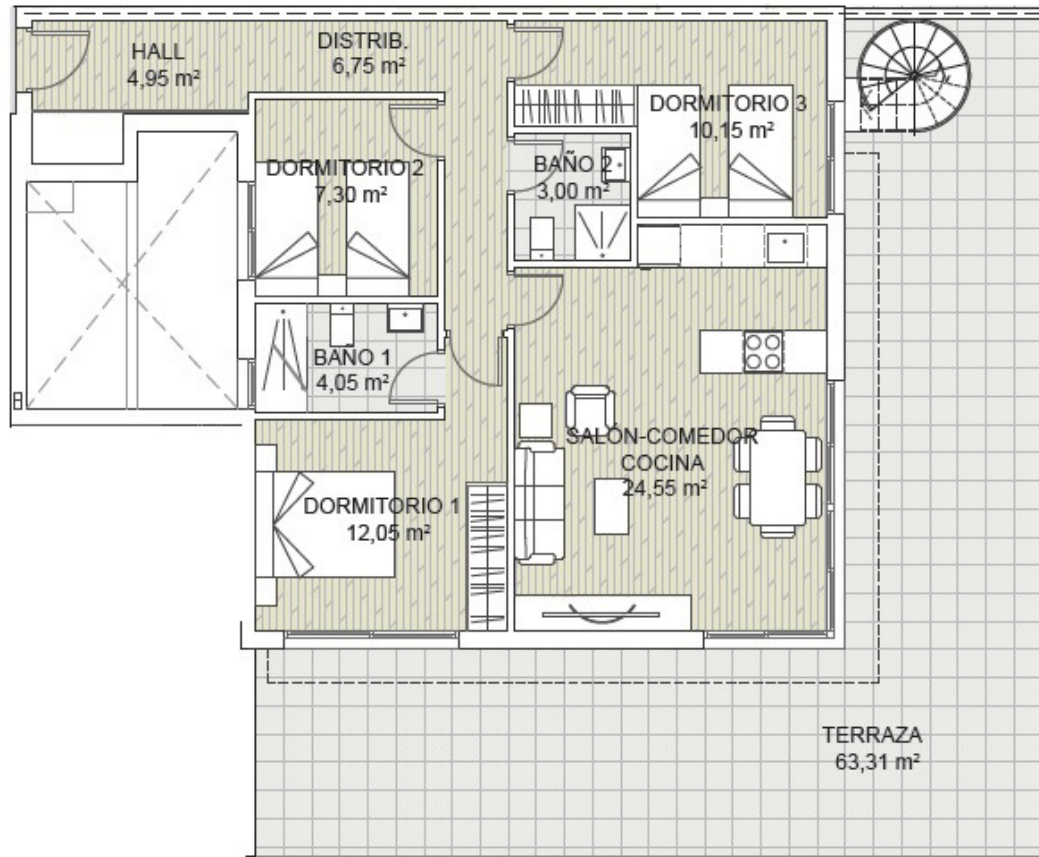 HALL
4,95 m²
DISTRIB.
6,75 m²
DORMITORIO 3
10,15 m²
DORMITORIO 2
7,30 m²
BAÑO 2
3,00 m²
BAÑO 1
4,05 m²
SALÓN-COMEDOR
COCINA
24,55 m²
DORMITORIO 1
12,05 m²
TERRAZA
63,31 m²